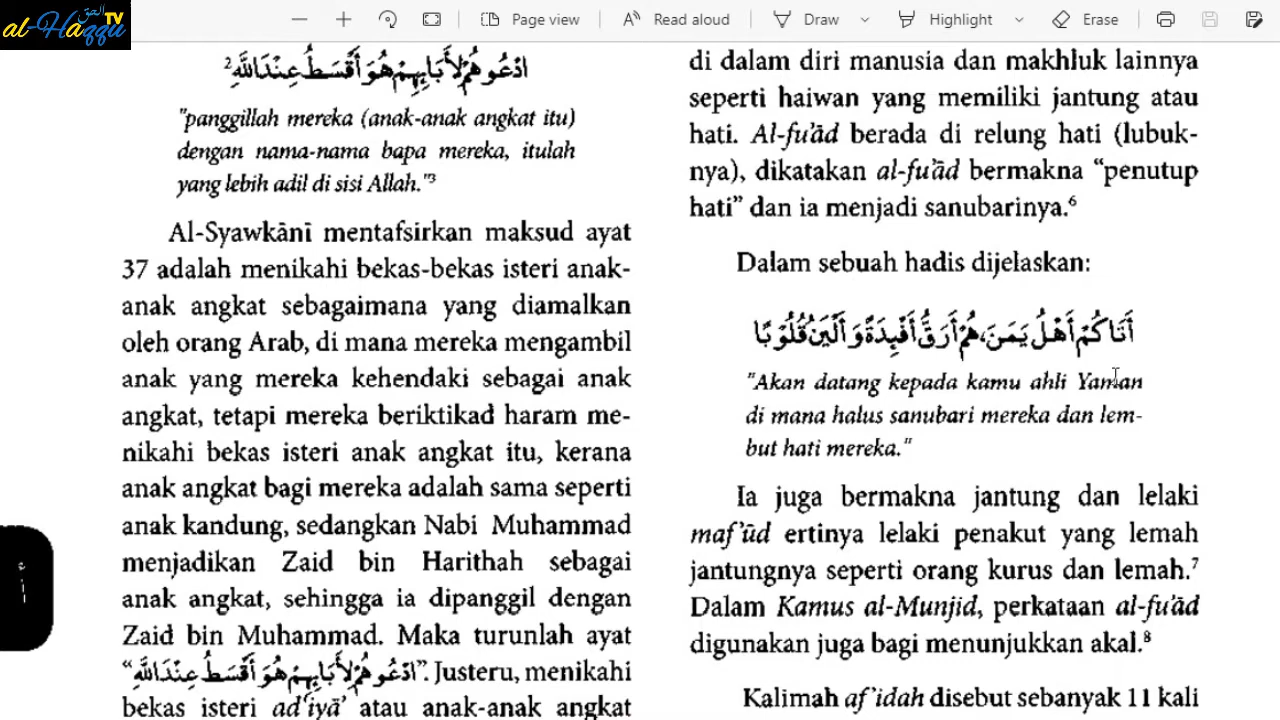 الحق TV
al-Haqqu
Page view
Read aloud
Draw
Highlight
Erase
ادْعُوهُمْ لِأَبَايِهِمْ هُوَ أَقْسَطُ عِنْدَ اللَّهِ ²
"panggillah mereka (anak-anak angkat itu)
dengan nama-nama bapa mereka, itulah
yang lebih adil di sisi Allah."³
Al-Syawkānī mentafsirkan maksud ayat
37 adalah menikahi bekas-bekas isteri anak-
anak angkat sebagaimana yang diamalkan
oleh orang Arab, di mana mereka mengambil
anak yang mereka kehendaki sebagai anak
angkat, tetapi mereka beriktikad haram me-
nikahi bekas isteri anak angkat itu, kerana
anak angkat bagi mereka adalah sama seperti
anak kandung, sedangkan Nabi Muhammad
menjadikan Zaid bin Harithah sebagai
anak angkat, sehingga ia dipanggil dengan
Zaid bin Muhammad. Maka turunlah ayat
“ادْعُوهُمْ لِأَبَايِهِمْ هُوَ أَقْسَطُ عِنْدَ اللَّهِ”. Justeru, menikahi
bekas isteri ad‘iyā’ atau anak-anak angkat
أ
di dalam diri manusia dan makhluk lainnya
seperti haiwan yang memiliki jantung atau
hati. Al-fu’ād berada di relung hati (lubuk-
nya), dikatakan al-fu’ād bermakna “penutup
hati” dan ia menjadi sanubarinya.⁶
Dalam sebuah hadis dijelaskan:
أَتَاكُمْ أَهْلُ يَمَنَ، هُمْ أَرَقُّ أَفْئِدَةً وَ أَلْيَنُ قُلُوْبًا
"Akan datang kepada kamu ahli Yaman
di mana halus sanubari mereka dan lem-
but hati mereka."
Ia juga bermakna jantung dan lelaki
maf’ūd ertinya lelaki penakut yang lemah
jantungnya seperti orang kurus dan lemah.⁷
Dalam Kamus al-Munjid, perkataan al-fu’ād
digunakan juga bagi menunjukkan akal.⁸
Kalimah af’idah disebut sebanyak 11 kali